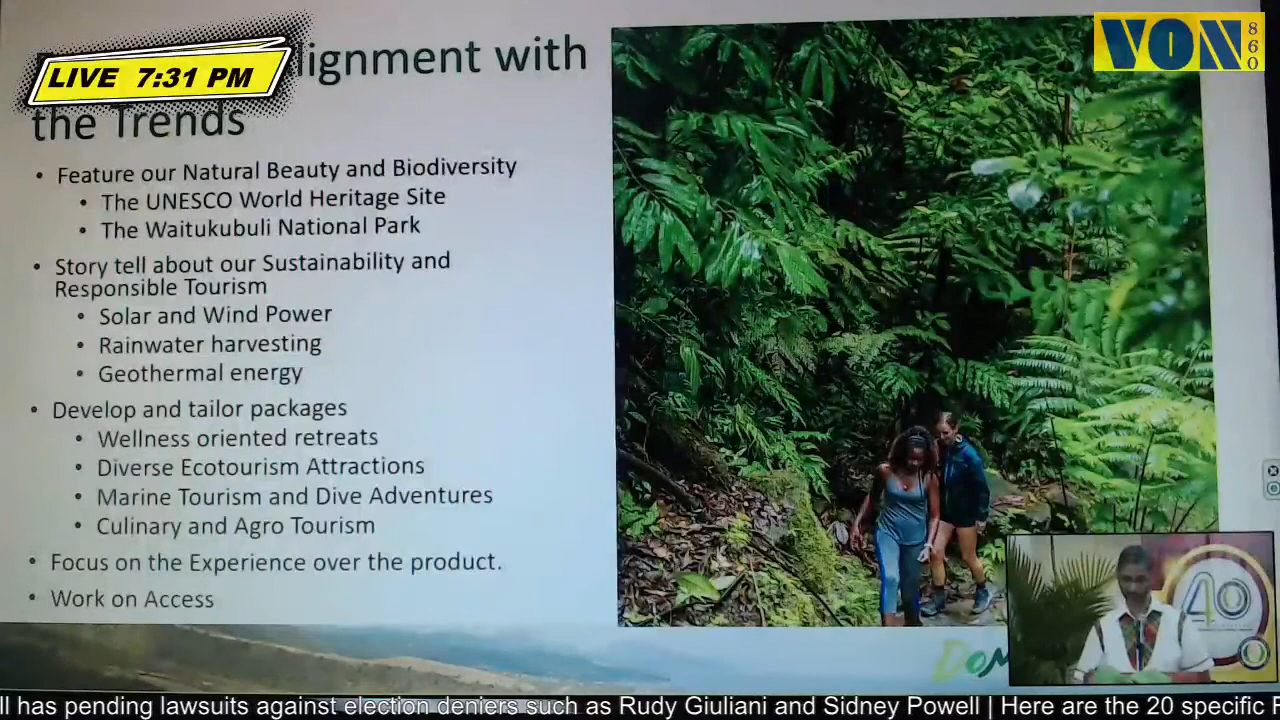 LIVE 7:31 PM
lignment with
the Trends
VON
860
• Feature our Natural Beauty and Biodiversity
• The UNESCO World Heritage Site
• The Waitukubuli National Park
• Story tell about our Sustainability and
Responsible Tourism
• Solar and Wind Power
• Rainwater harvesting
• Geothermal energy
• Develop and tailor packages
• Wellness oriented retreats
• Diverse Ecotourism Attractions
• Marine Tourism and Dive Adventures
• Culinary and Agro Tourism
• Focus on the Experience over the product.
• Work on Access
DOM
40
ll has pending lawsuits against election deniers such as Rudy Giuliani and Sidney Powell | Here are the 20 specific F